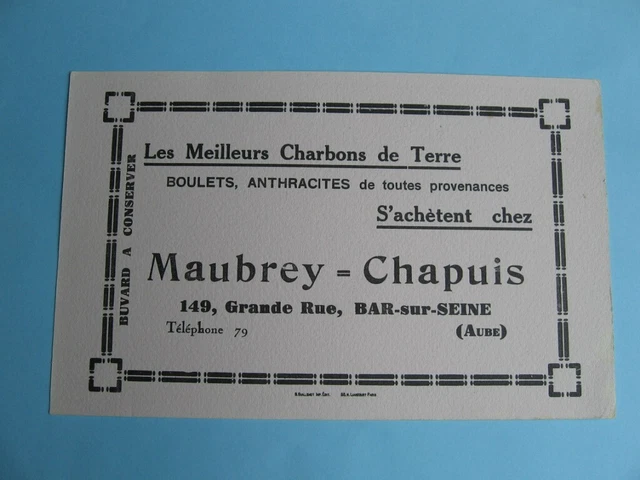 BUVARD A CONSERVER
Les Meilleurs Charbons de Terre
BOULETS, ANTHRACITES de toutes provenances
S'achètent chez
Maubrey = Chapuis
149, Grande Rue, BAR-sur-SEINE
Téléphone 79 (AUBE)